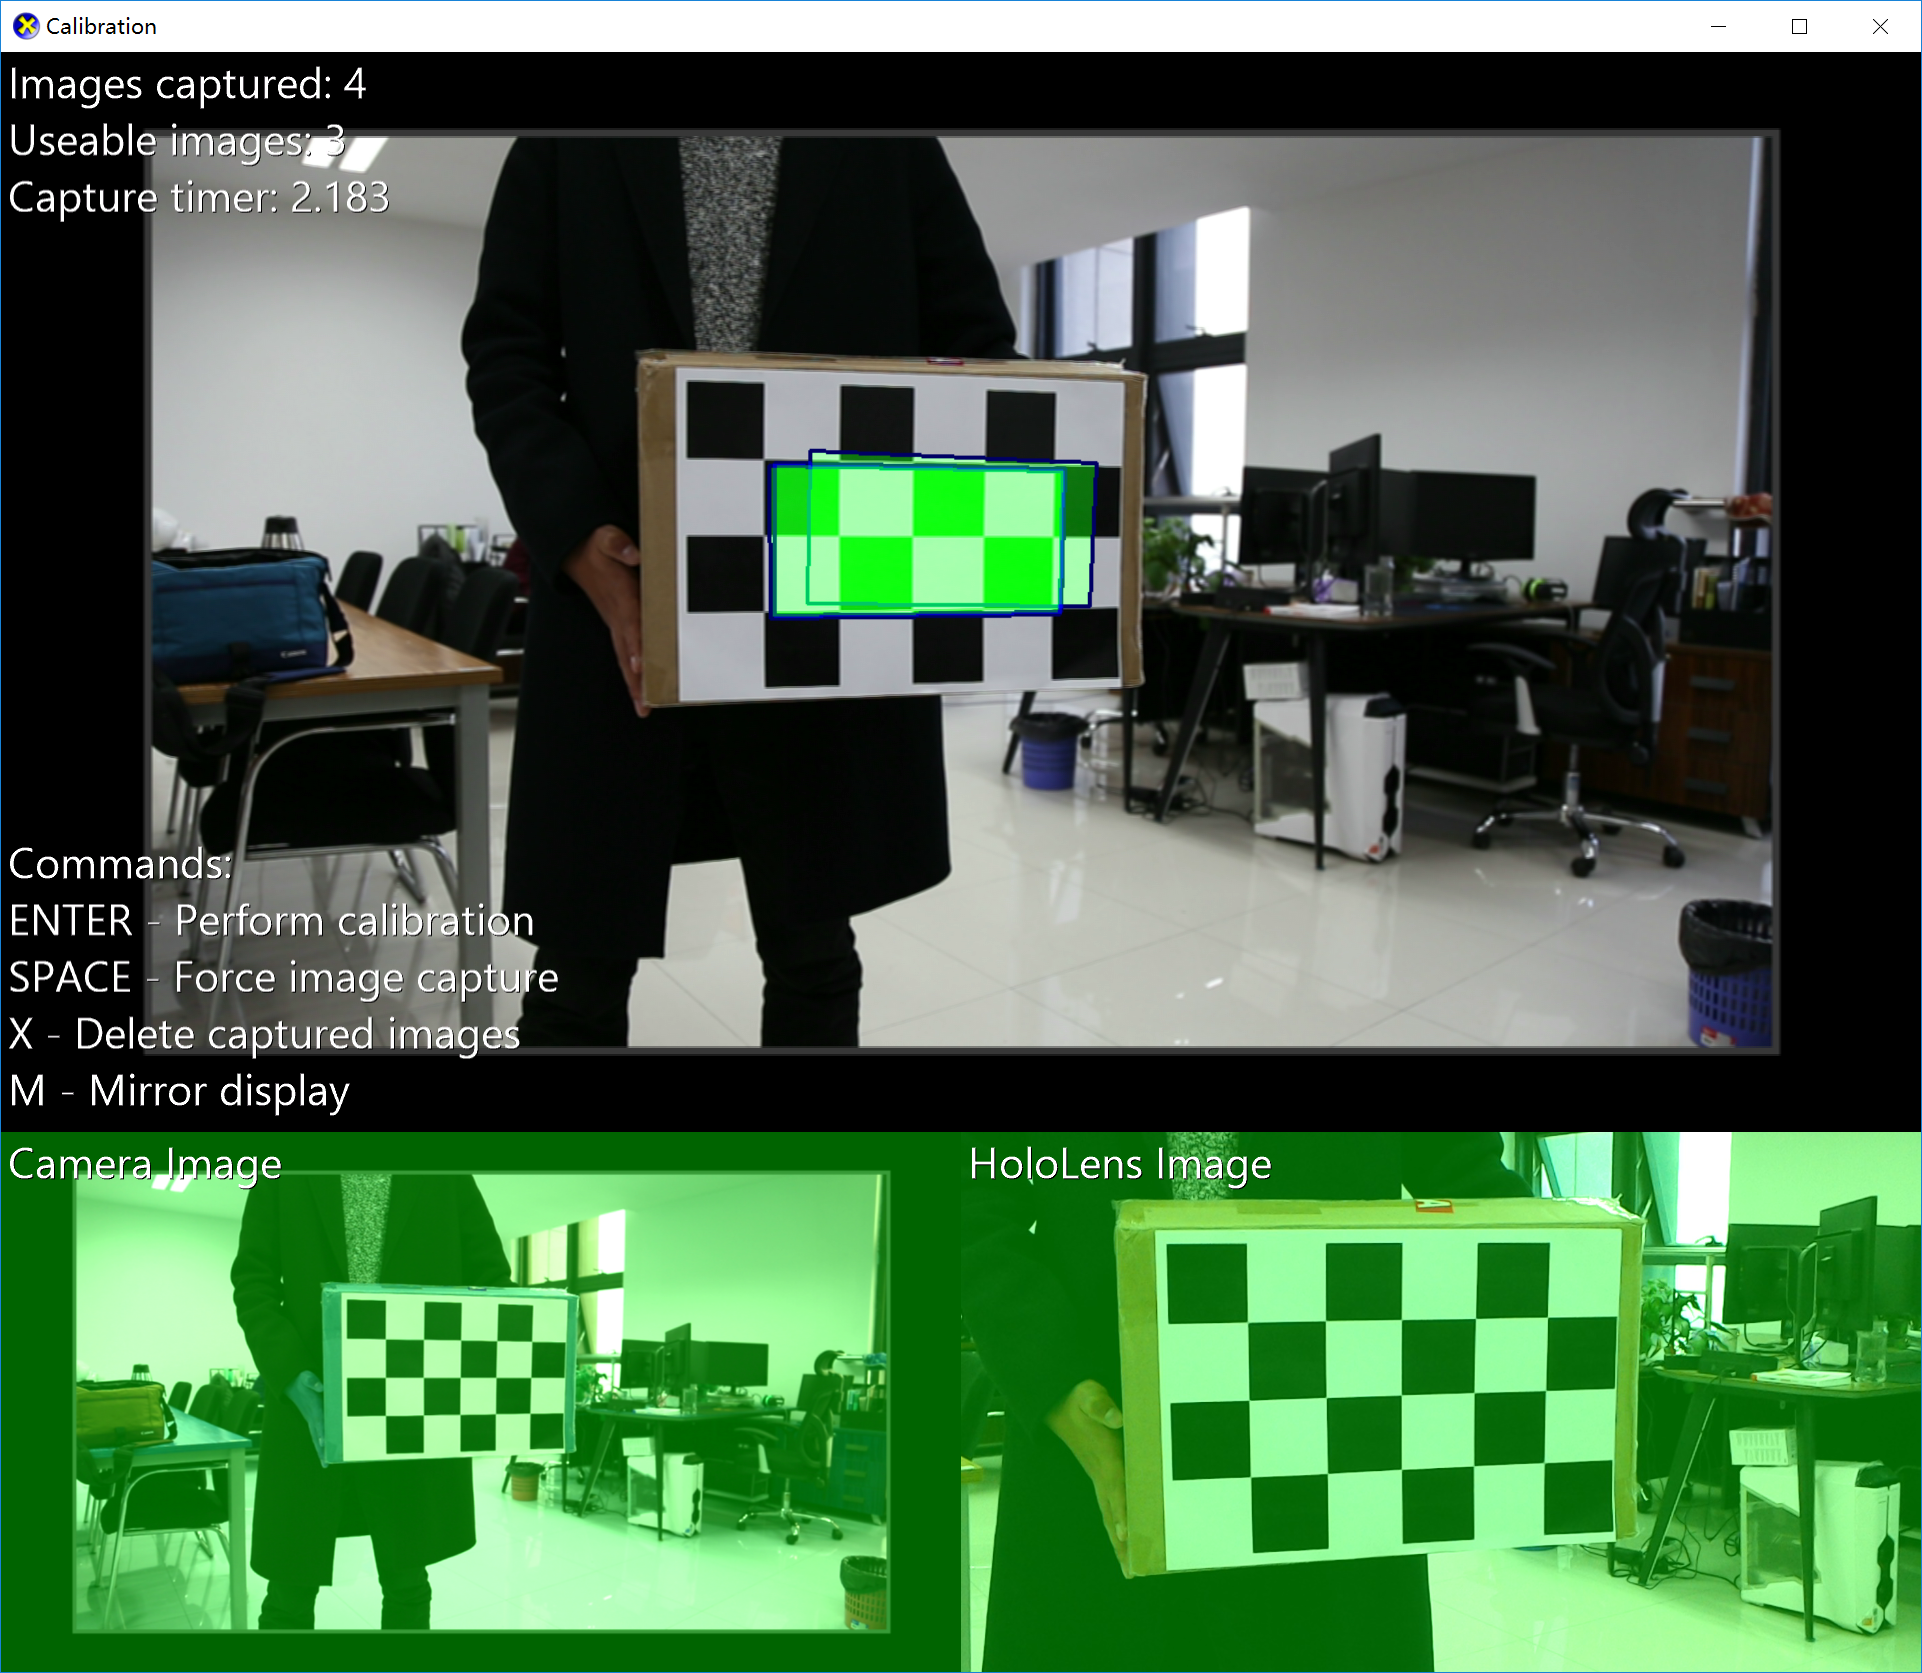 Calibration
Images captured: 4
Useable images: 3
Capture timer: 2.183
Commands:
ENTER - Perform calibration
SPACE - Force image capture
X - Delete captured images
M - Mirror display
Camera Image
HoloLens Image